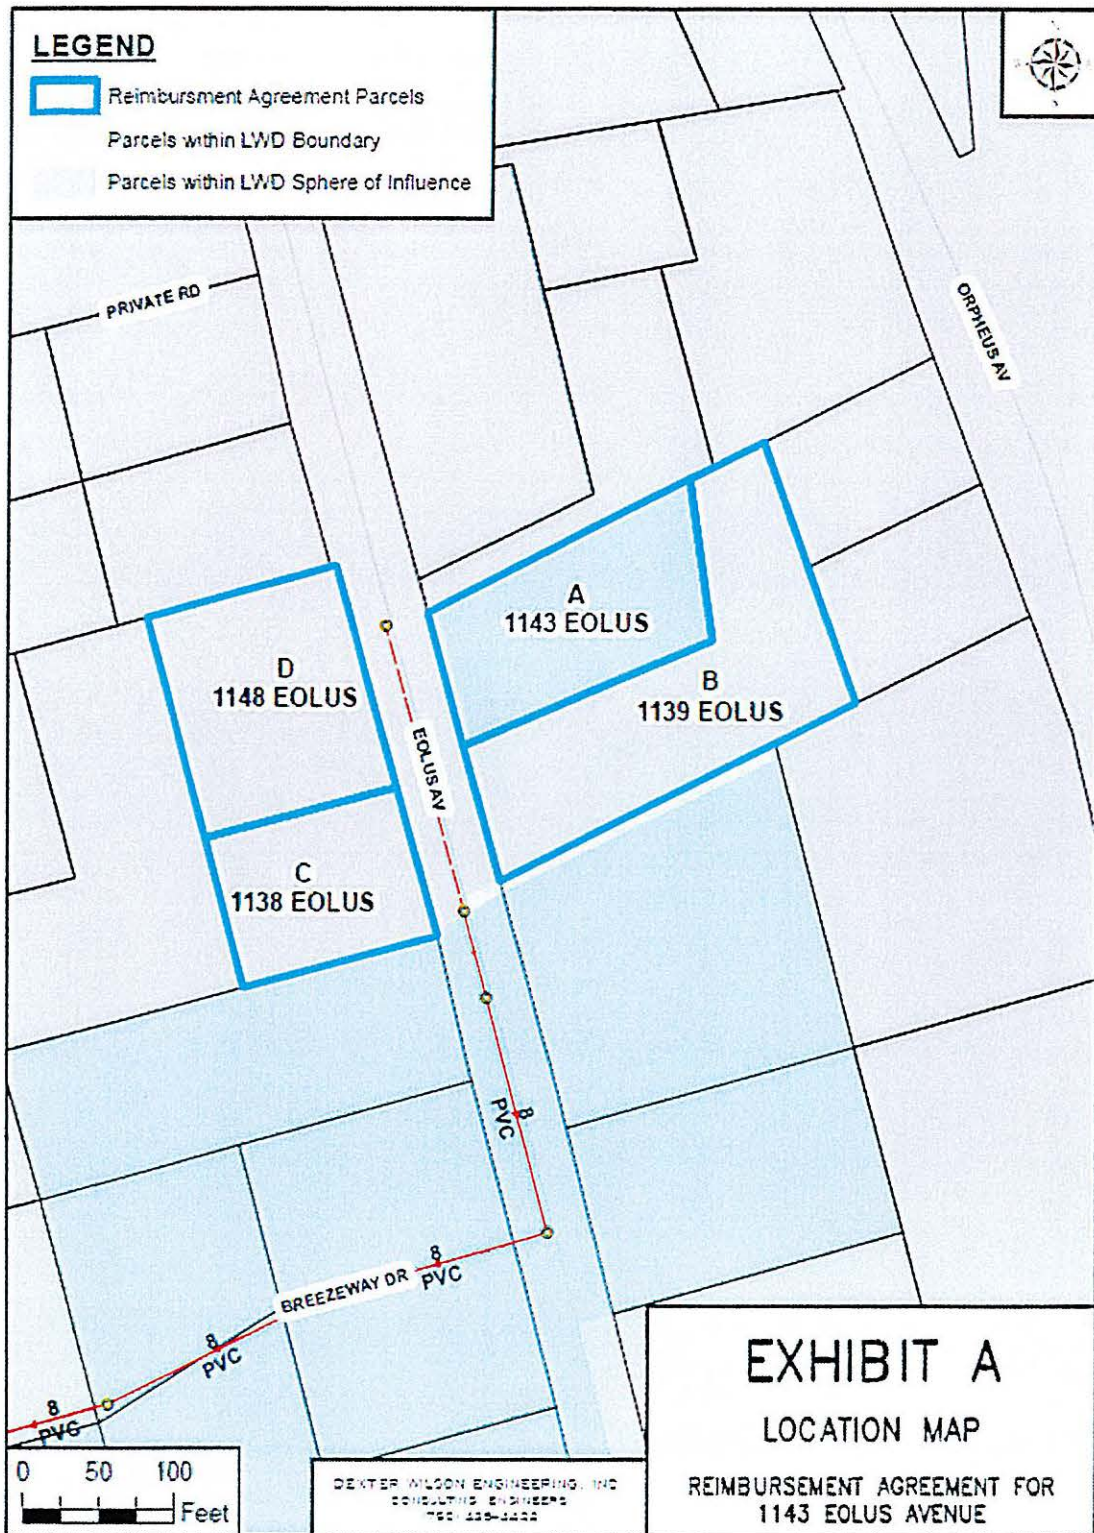 LEGEND
Reimbursment Agreement Parcels
Parcels within LWD Boundary
Parcels within LWD Sphere of Influence
PRIVATE RD
ORPHEUS AV
A
1143 EOLUS
D
1148 EOLUS
B
1139 EOLUS
EOLUS AV
C
1138 EOLUS
8
PVC
8
PVC
BREEZEWAY DR
8
PVC
8
PVC
EXHIBIT A
LOCATION MAP
REIMBURSEMENT AGREEMENT FOR
1143 EOLUS AVENUE
0 50 100
Feet
DEXTER WILSON ENGINEERING, INC
CONSULTING ENGINEERS